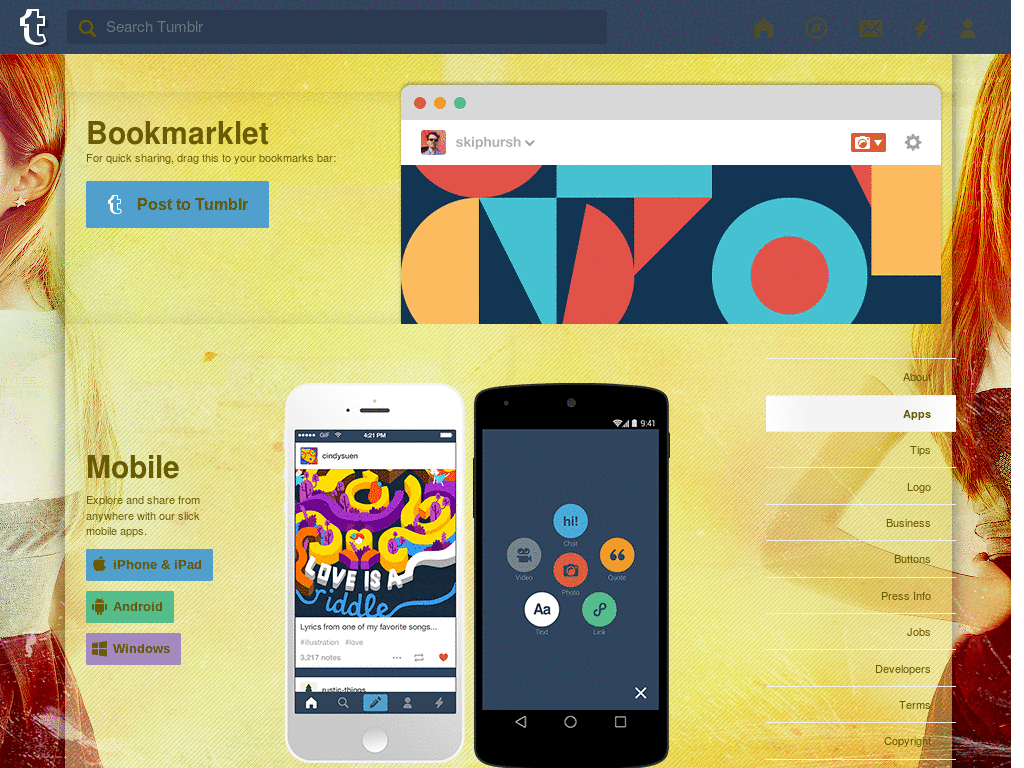 t
Search Tumblr
Bookmarklet
For quick sharing, drag this to your bookmarks bar:
t Post to Tumblr
skiphursh
Mobile
Explore and share from
anywhere with our slick
mobile apps.
iPhone & iPad
Android
Windows
GIF 4:21 PM
cindysuen
LOVE IS A
riddle
Lyrics from one of my favorite songs...
#illustration #love
3,217 notes
rustic-things
9:41
hi!
Chat
Video
Photo
Quote
Aa
Text
Link
About
Apps
Tips
Logo
Business
Buttons
Press Info
Jobs
Developers
Terms
Copyright